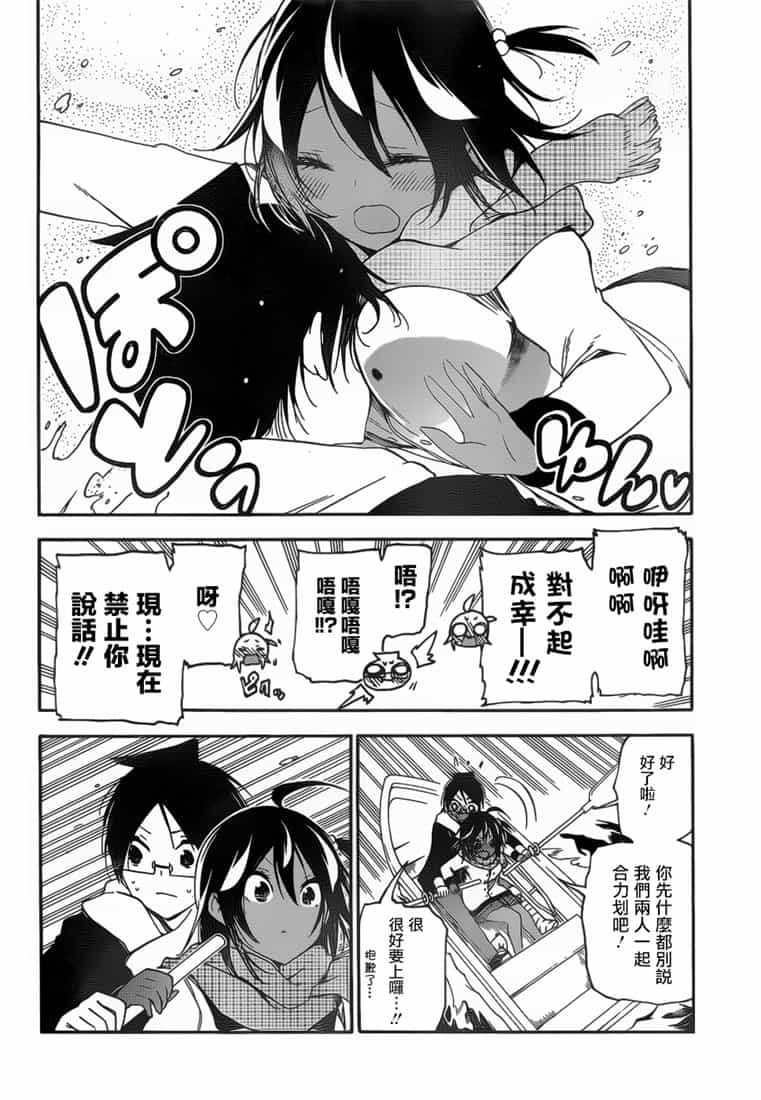 ぽよっ
ゆん♡
咿呀哇啊
啊啊
對不起
成幸ー!!!
唔!?
唔嘎唔嘎!!?
呀♡
現…現在
禁止你
說話!!
好
好了啦!
你先什麼都別說
我們兩人一起
合力划吧!
很
很好要上囉…!!
抱歉了…